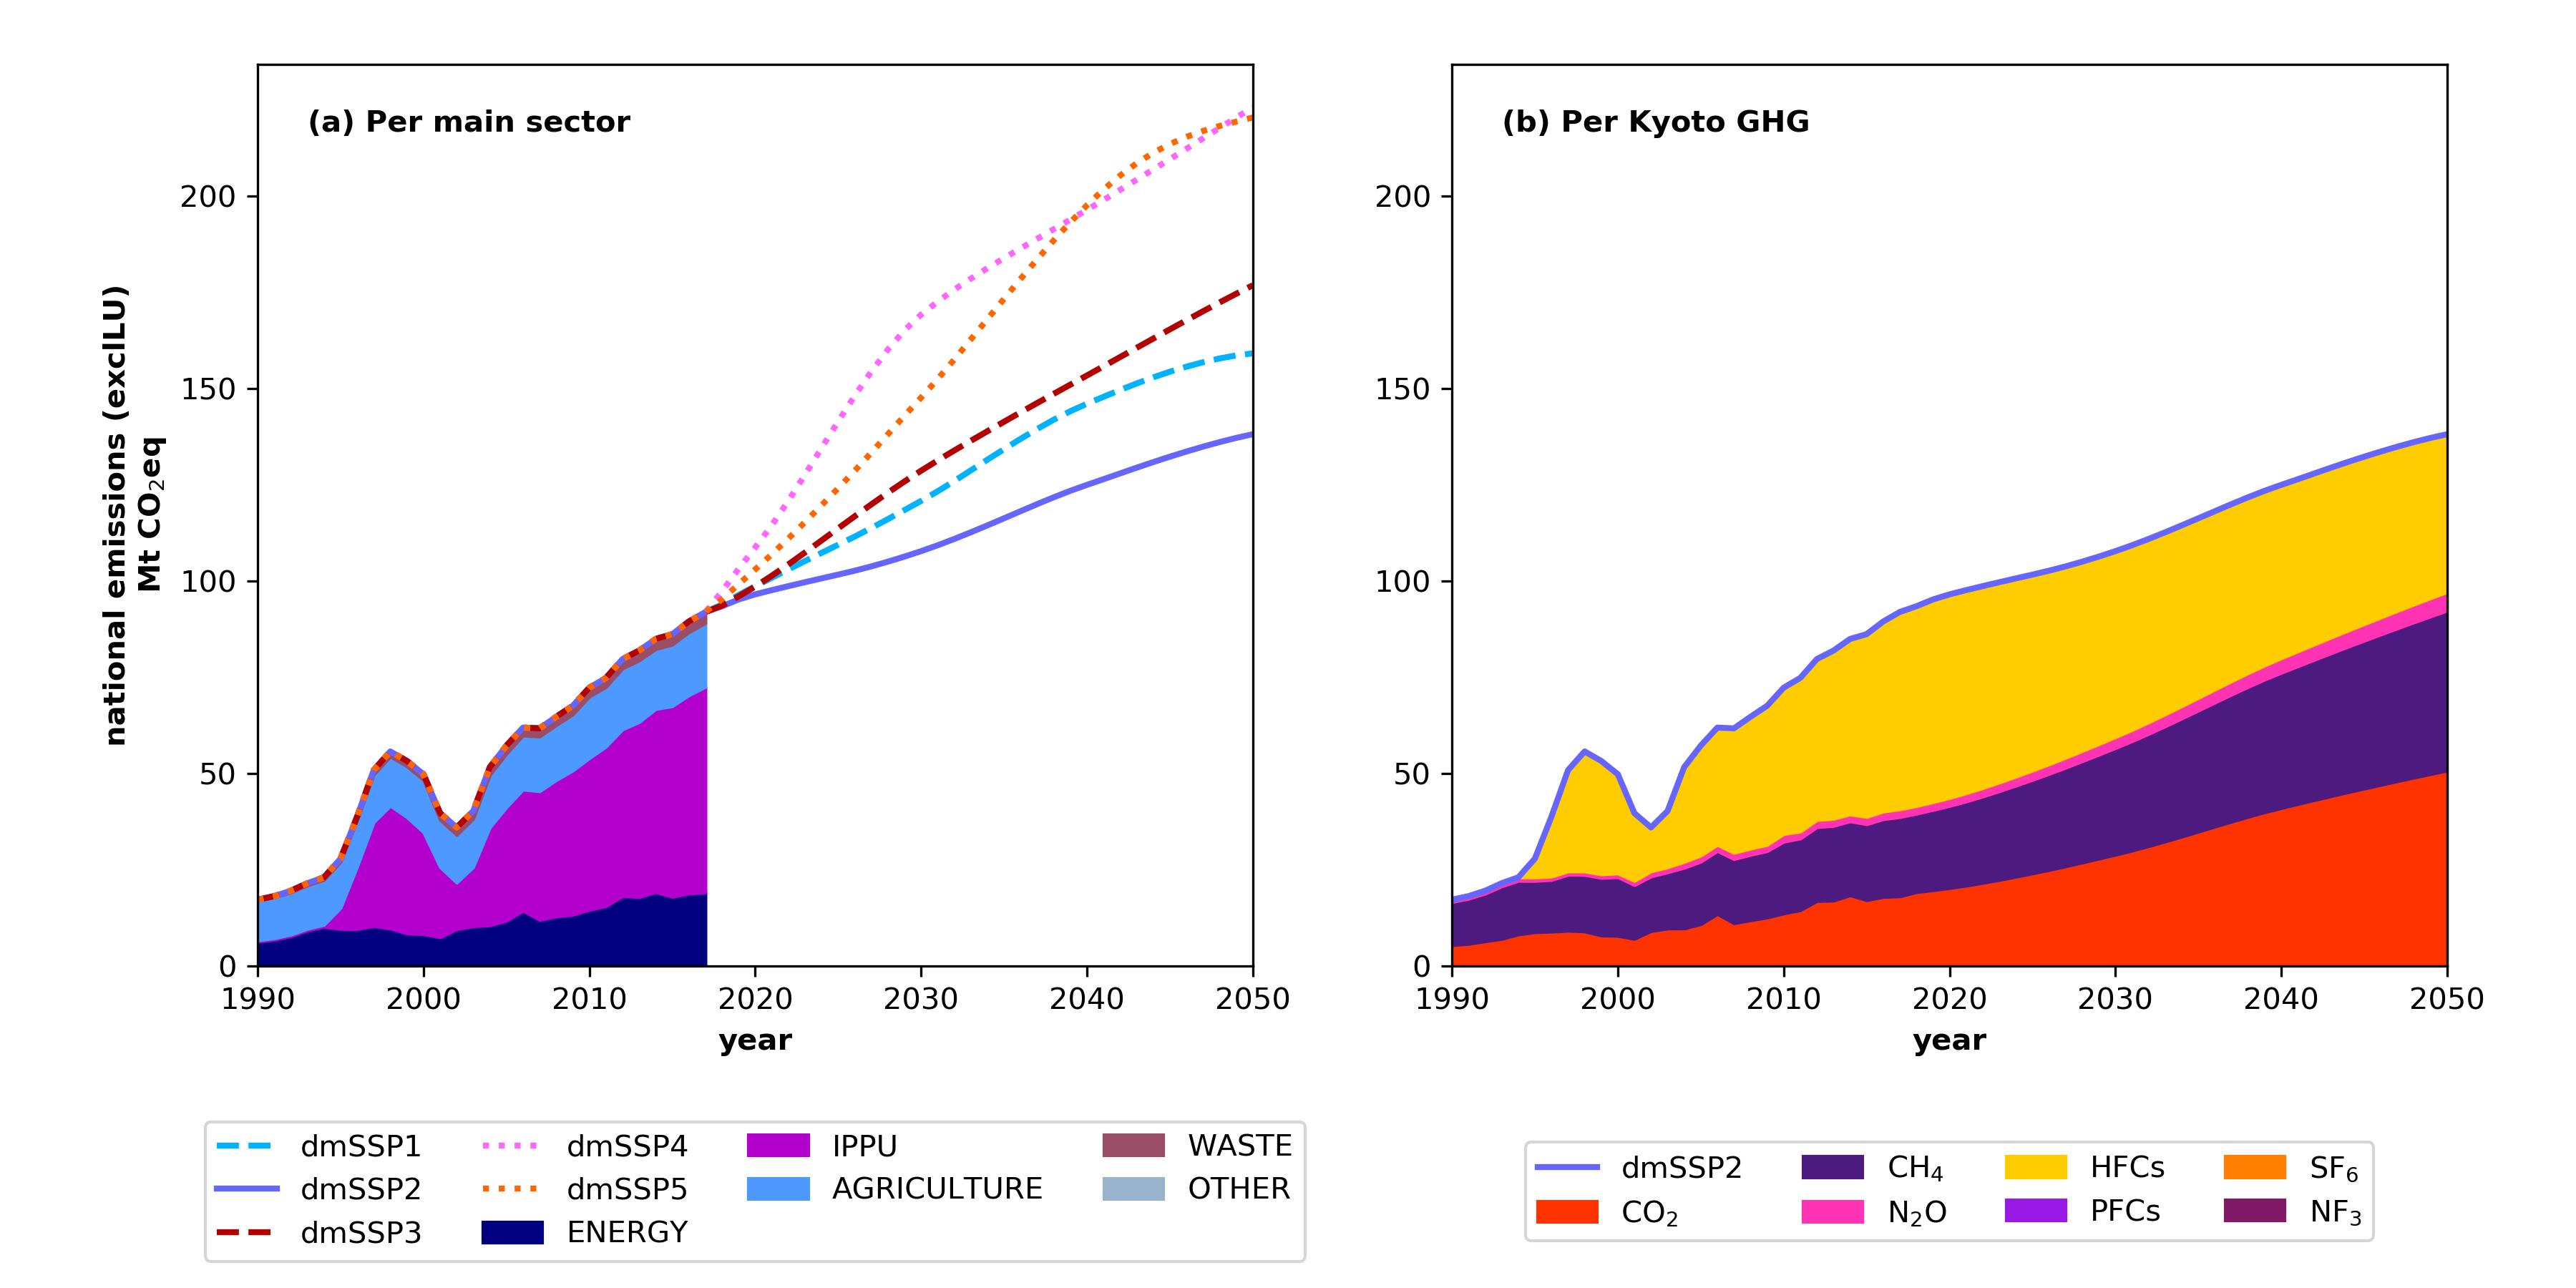 (a) Per main sector
national emissions (exclLU)
Mt CO₂eq
200
150
100
50
0
1990 2000 2010 2020 2030 2040 2050
year
dmSSP1 dmSSP4 IPPU WASTE
dmSSP2 dmSSP5 AGRICULTURE OTHER
dmSSP3 ENERGY
(b) Per Kyoto GHG
200
150
100
50
0
1990 2000 2010 2020 2030 2040 2050
year
dmSSP2 CH₄ HFCs SF₆
CO₂ N₂O PFCs NF₃